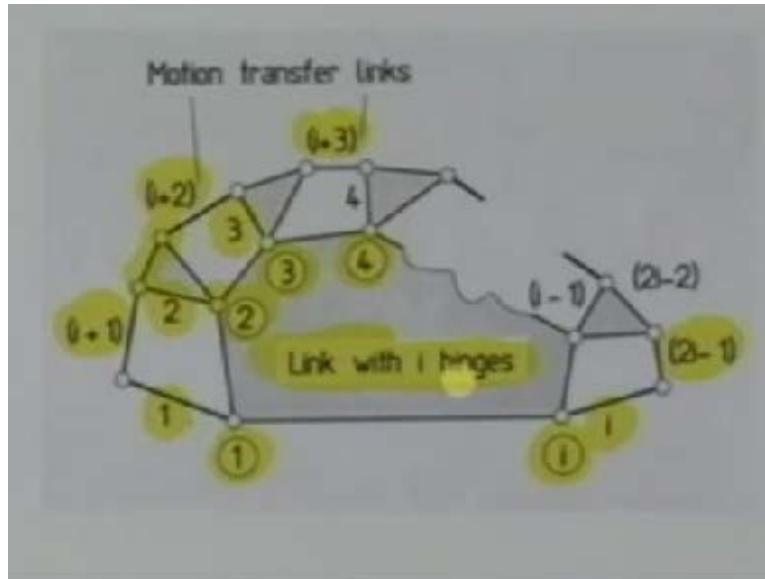 Motion transfer links
(i+3)
(i+2)
4
3
③
④
(i+1)
2
②
(i-1)
(2i-2)
Link with i hinges
(2i-1)
1
①
ⓘ
i